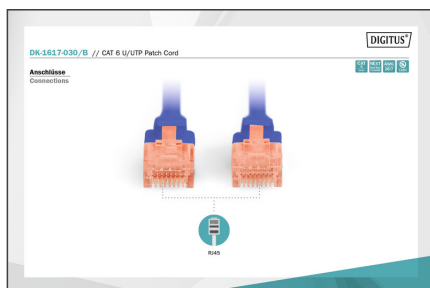 DIGITUS®
DK-1617-030/B // CAT 6 U/UTP Patch Cord
Anschlüsse
Connections
RJ45